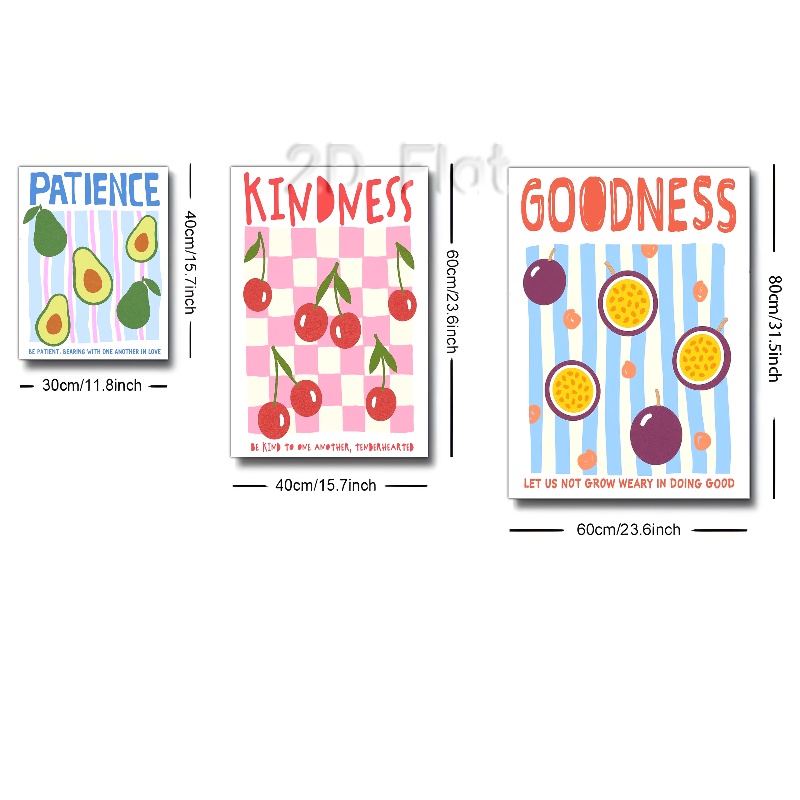 2D Flat
PATIENCE
BE PATIENT, BEARING WITH ONE ANOTHER IN LOVE
40cm/15.7inch
30cm/11.8inch
KINDNESS
BE KIND TO ONE ANOTHER, TENDERHEARTED
60cm/23.6inch
40cm/15.7inch
GOODNESS
LET US NOT GROW WEARY IN DOING GOOD
80cm/31.5inch
60cm/23.6inch